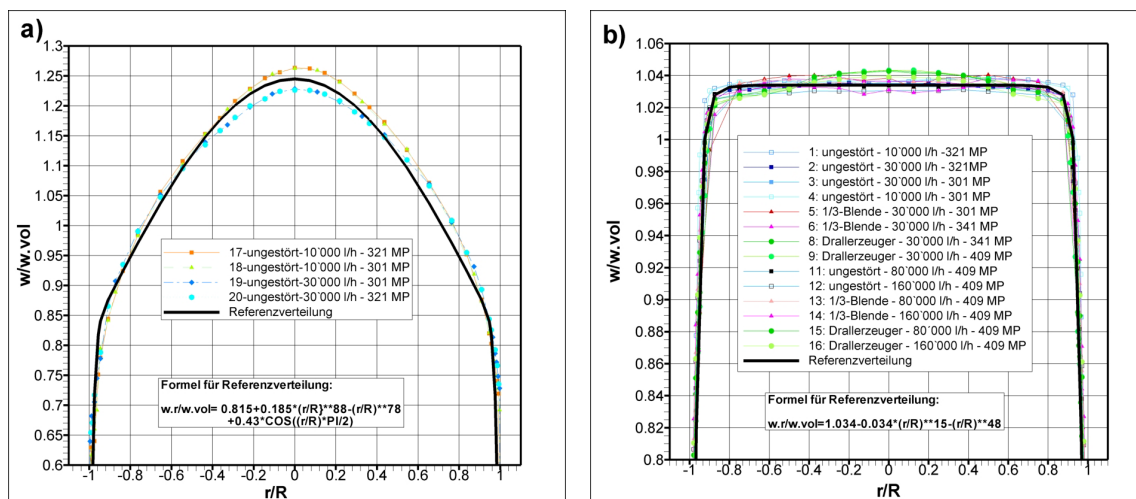 a)
1.3
1.25
1.2
1.15
1.1
1.05
1
0.95
0.9
0.85
0.8
0.75
0.7
0.65
0.6
w/w.vol
17-ungestört-10`000 l/h - 321 MP
18-ungestört-10`000 l/h - 301 MP
19-ungestört-30`000 l/h - 301 MP
20-ungestört-30`000 l/h - 321 MP
Referenzverteilung
Formel für Referenzverteilung:
w.r/w.vol= 0.815+0.185*(r/R}**88-(r/R)**78
+0.43*COS((r/R)*PI/2)
-1 -0.8 -0.6 -0.4 -0.2 0 0.2 0.4 0.6 0.8 1
r/R
b)
1.06
1.04
1.02
1
0.98
0.96
0.94
0.92
0.9
0.88
0.86
0.84
0.82
0.8
w/w.vol
1: ungestört - 10`000 l/h -321 MP
2: ungestört - 30`000 l/h - 321MP
3: ungestört - 30`000 l/h - 301 MP
4: ungestört - 10`000 l/h - 301 MP
5: 1/3-Blende - 30`000 l/h - 301 MP
6: 1/3-Blende - 30`000 l/h - 341 MP
8: Drallerzeuger - 30`000 l/h - 341 MP
9: Drallerzeuger - 30`000 l/h - 409 MP
11: ungestört - 80`000 l/h - 409 MP
12: ungestört - 160`000 l/h - 409 MP
13: 1/3-Blende - 80`000 l/h - 409 MP
14: 1/3-Blende - 160`000 l/h - 409 MP
15: Drallerzeuger - 80`000 l/h - 409 MP
16: Drallerzeuger - 160`000 l/h - 409 MP
Referenzverteilung
Formel für Referenzverteilung:
w.r/w.vol=1.034-0.034*(r/R)**15-(r/R)**48
-1 -0.8 -0.6 -0.4 -0.2 0 0.2 0.4 0.6 0.8 1
r/R